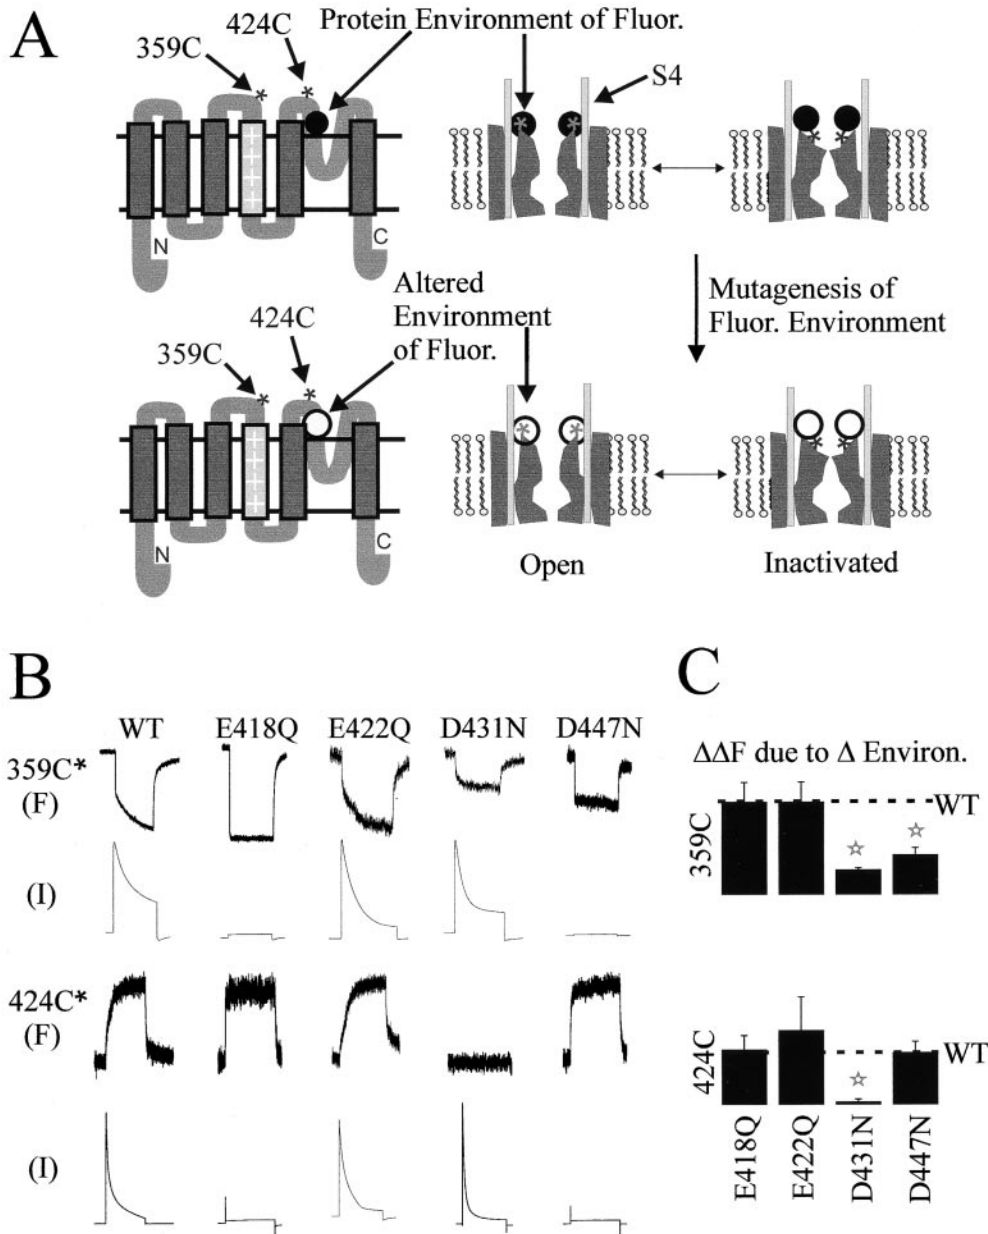 A
359C
424C
Protein Environment of Fluor.
S4
N
C
Mutagenesis of
Fluor. Environment
359C
424C
Altered
Environment
of Fluor.
N
C
Open
Inactivated
B
WT E418Q E422Q D431N D447N
359C*
(F)
(I)
424C*
(F)
(I)
C
ΔΔF due to Δ Environ.
WT
359C
WT
424C
E418Q
E422Q
D431N
D447N